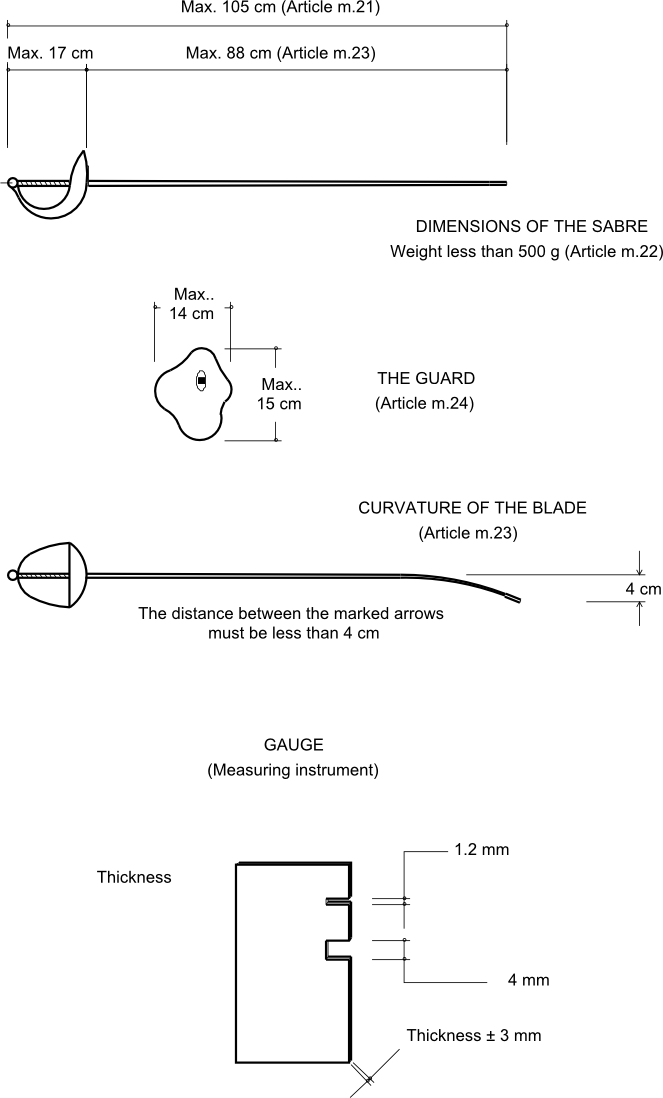 Max. 105 cm (Article m.21)
Max. 17 cm
Max. 88 cm (Article m.23)
DIMENSIONS OF THE SABRE
Weight less than 500 g (Article m.22)
Max..
14 cm
Max..
15 cm
THE GUARD
(Article m.24)
CURVATURE OF THE BLADE
(Article m.23)
4 cm
The distance between the marked arrows
must be less than 4 cm
GAUGE
(Measuring instrument)
1.2 mm
Thickness
4 mm
Thickness ± 3 mm